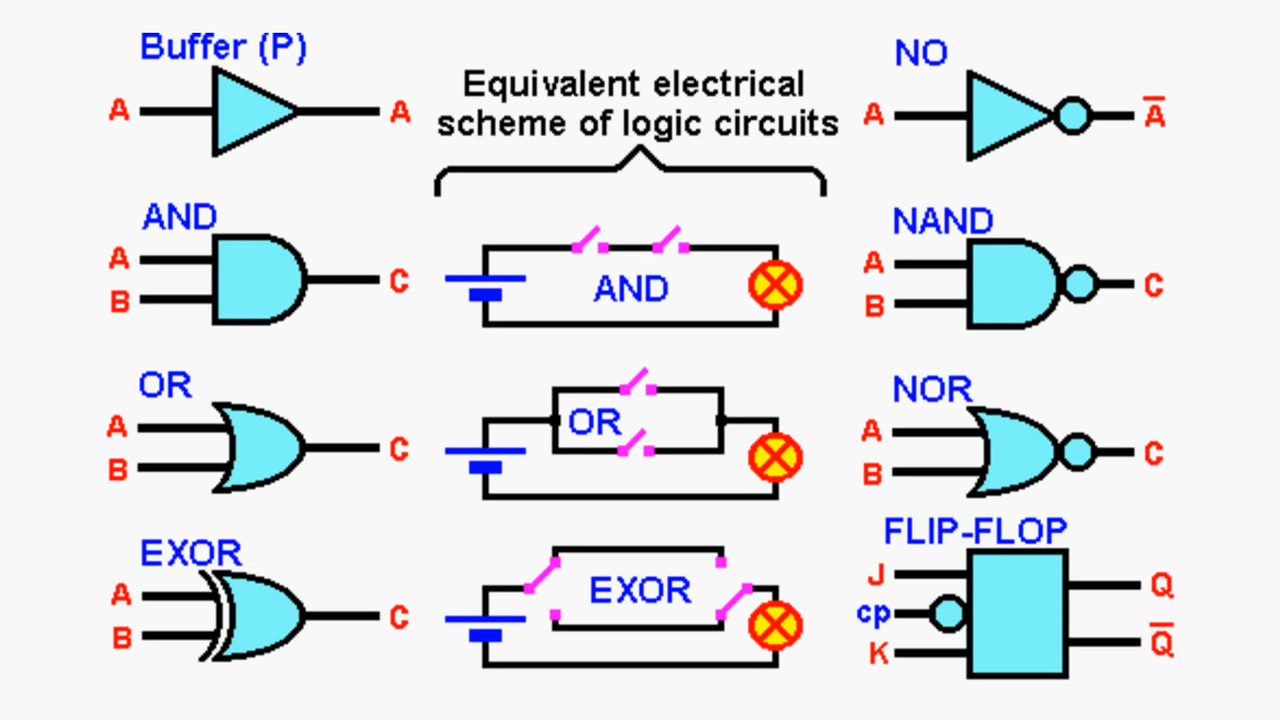 Buffer (P)
A
A
Equivalent electrical
scheme of logic circuits
NO
A
A̅
AND
A
B
C
AND
NAND
A
B
C
OR
A
B
C
OR
NOR
A
B
C
EXOR
A
B
C
EXOR
FLIP-FLOP
J
cp
K
Q
Q̅